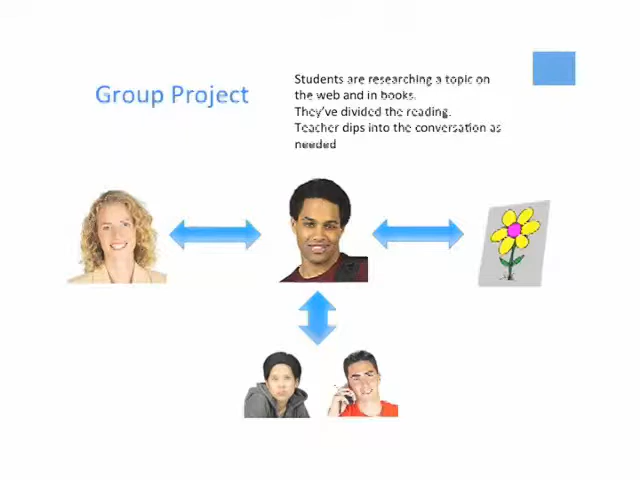 Group Project
Students are researching a topic on
the web and in books.
They've divided the reading.
Teacher dips into the conversation as
needed